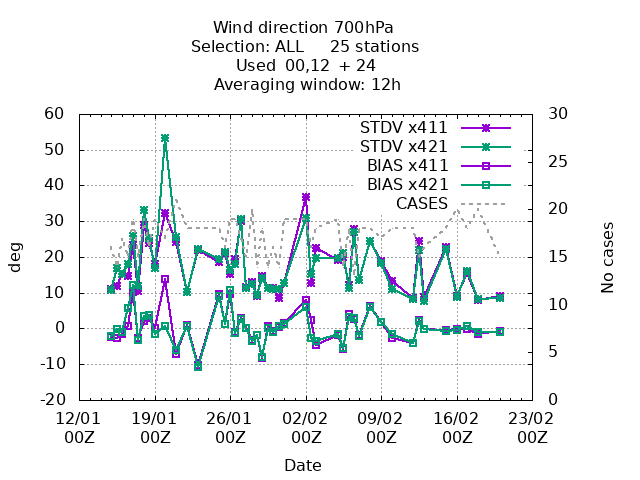 Wind direction 700hPa
Selection: ALL     25 stations
Used  00,12  + 24
Averaging window: 12h
60
50
40
30
20
10
0
-10
-20
deg
30
25
20
15
10
5
0
No cases
STDV x411
STDV x421
BIAS x411
BIAS x421
CASES
12/01 19/01 26/01 02/02 09/02 16/02 23/02
00Z 00Z 00Z 00Z 00Z 00Z 00Z
Date